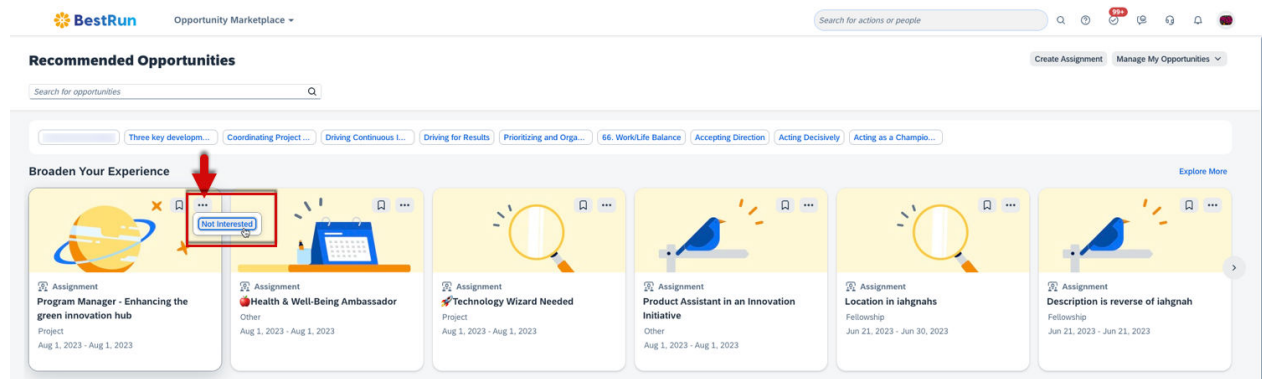 BestRun
Opportunity Marketplace
Search for actions or people
99+
Recommended Opportunities
Create Assignment
Manage My Opportunities
Search for opportunities
Three key developm...
Coordinating Project ...
Driving Continuous I...
Driving for Results
Prioritizing and Orga...
66. Work/Life Balance
Accepting Direction
Acting Decisively
Acting as a Champio...
Broaden Your Experience
Explore More
Not Interested
Assignment
Program Manager - Enhancing the
green innovation hub
Project
Aug 1, 2023 - Aug 1, 2023
Assignment
🍎Health & Well-Being Ambassador
Other
Aug 1, 2023 - Aug 1, 2023
Assignment
🚀Technology Wizard Needed
Project
Aug 1, 2023 - Aug 1, 2023
Assignment
Product Assistant in an Innovation
Initiative
Other
Aug 1, 2023 - Aug 1, 2023
Assignment
Location in iahgnahs
Fellowship
Jun 21, 2023 - Jun 30, 2023
Assignment
Description is reverse of iahgnah
Fellowship
Jun 21, 2023 - Jun 21, 2023